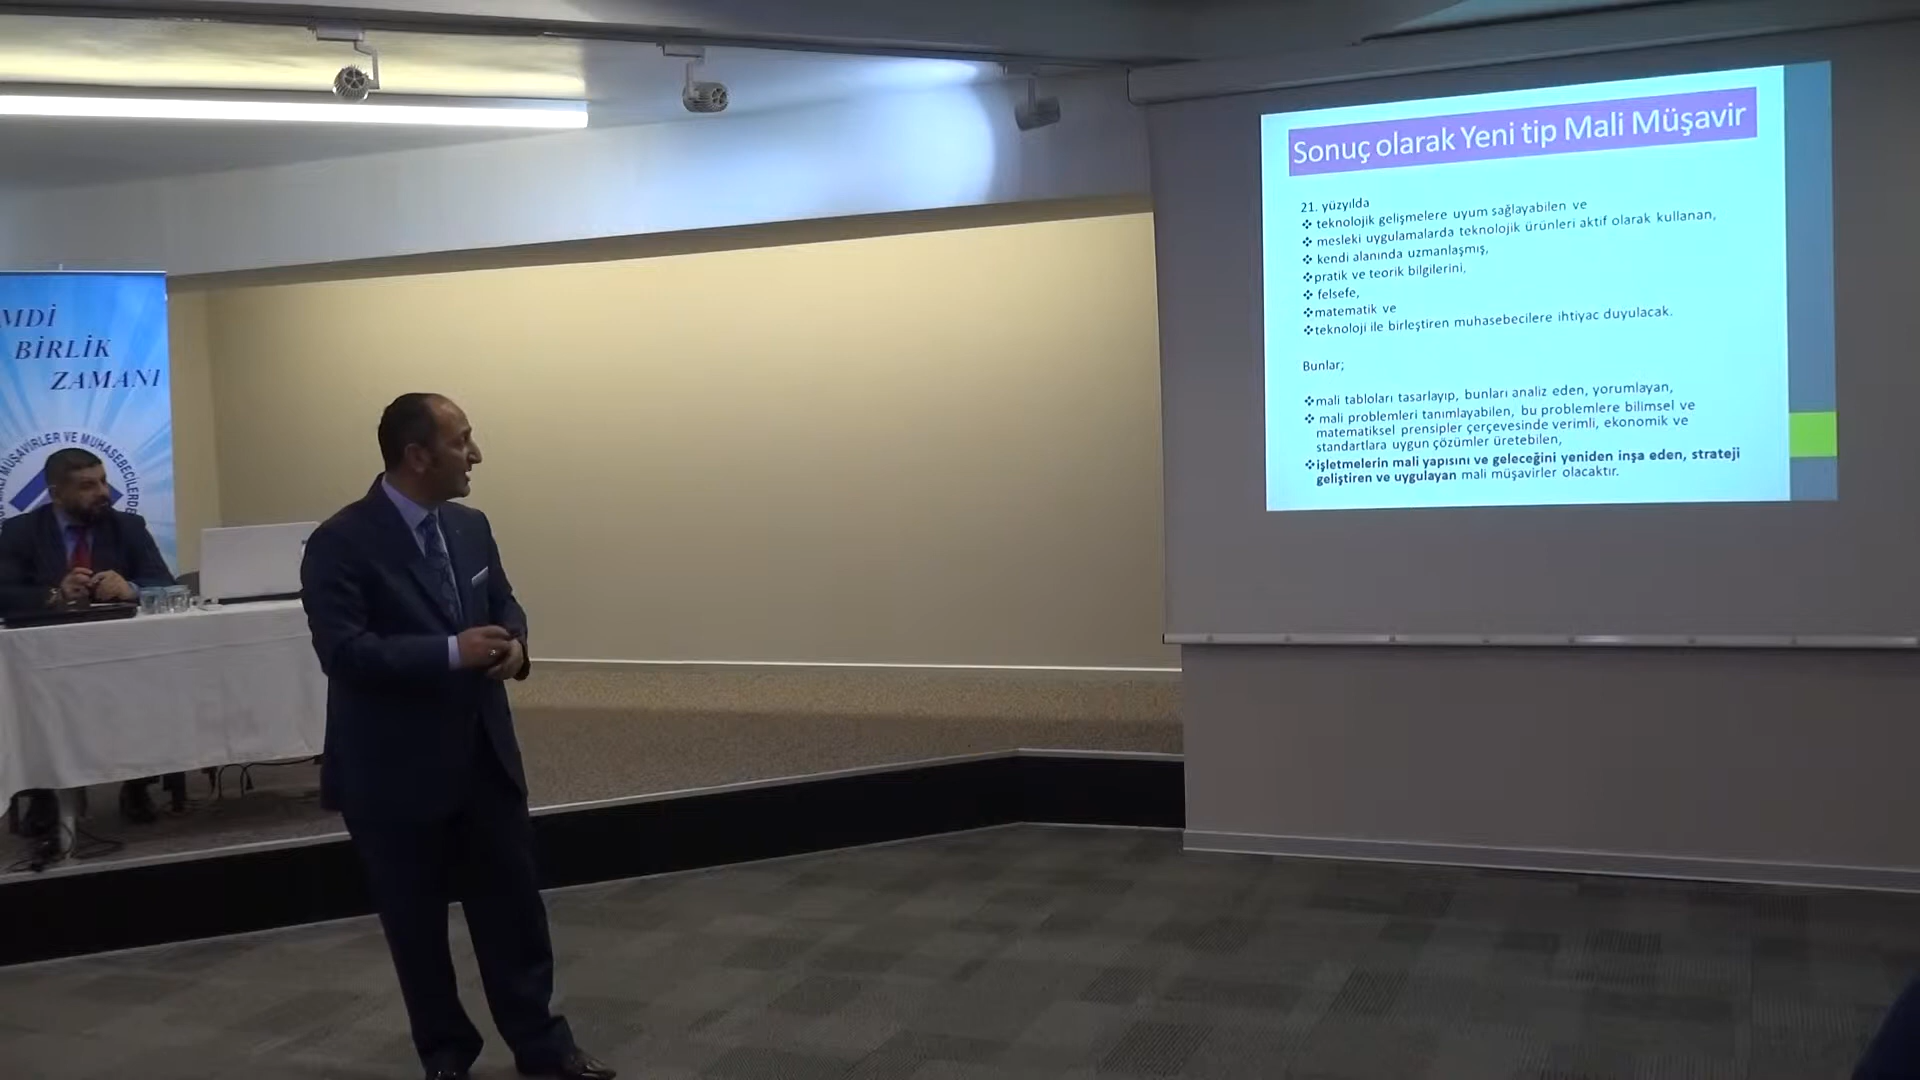 Sonuç olarak Yeni tip Mali Müşavir
21. yüzyılda
❖ teknolojik gelişmelere uyum sağlayabilen ve
❖ mesleki uygulamalarda teknolojik ürünleri aktif olarak kullanan,
❖ kendi alanında uzmanlaşmış,
❖pratik ve teorik bilgilerini,
❖ felsefe,
❖matematik ve
❖teknoloji ile birleştiren muhasebecilere ihtiyac duyulacak.
Bunlar;
❖mali tabloları tasarlayıp, bunları analiz eden, yorumlayan,
❖ mali problemleri tanımlayabilen, bu problemlere bilimsel ve
matematiksel prensipler çerçevesinde verimli, ekonomik ve
standartlara uygun çözümler üretebilen,
❖işletmelerin mali yapısını ve geleceğini yeniden inşa eden, strateji
geliştiren ve uygulayan mali müşavirler olacaktır.
MDİ
BİRLİK
ZAMANI
MÜŞAVİRLER VE MUHASEBECİLERDE